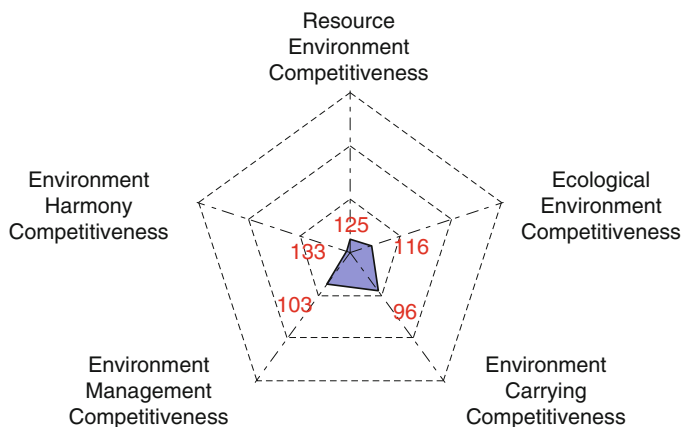 Resource
Environment
Competitiveness
Environment
Harmony
Competitiveness
Ecological
Environment
Competitiveness
125
133
116
103
96
Environment
Management
Competitiveness
Environment
Carrying
Competitiveness